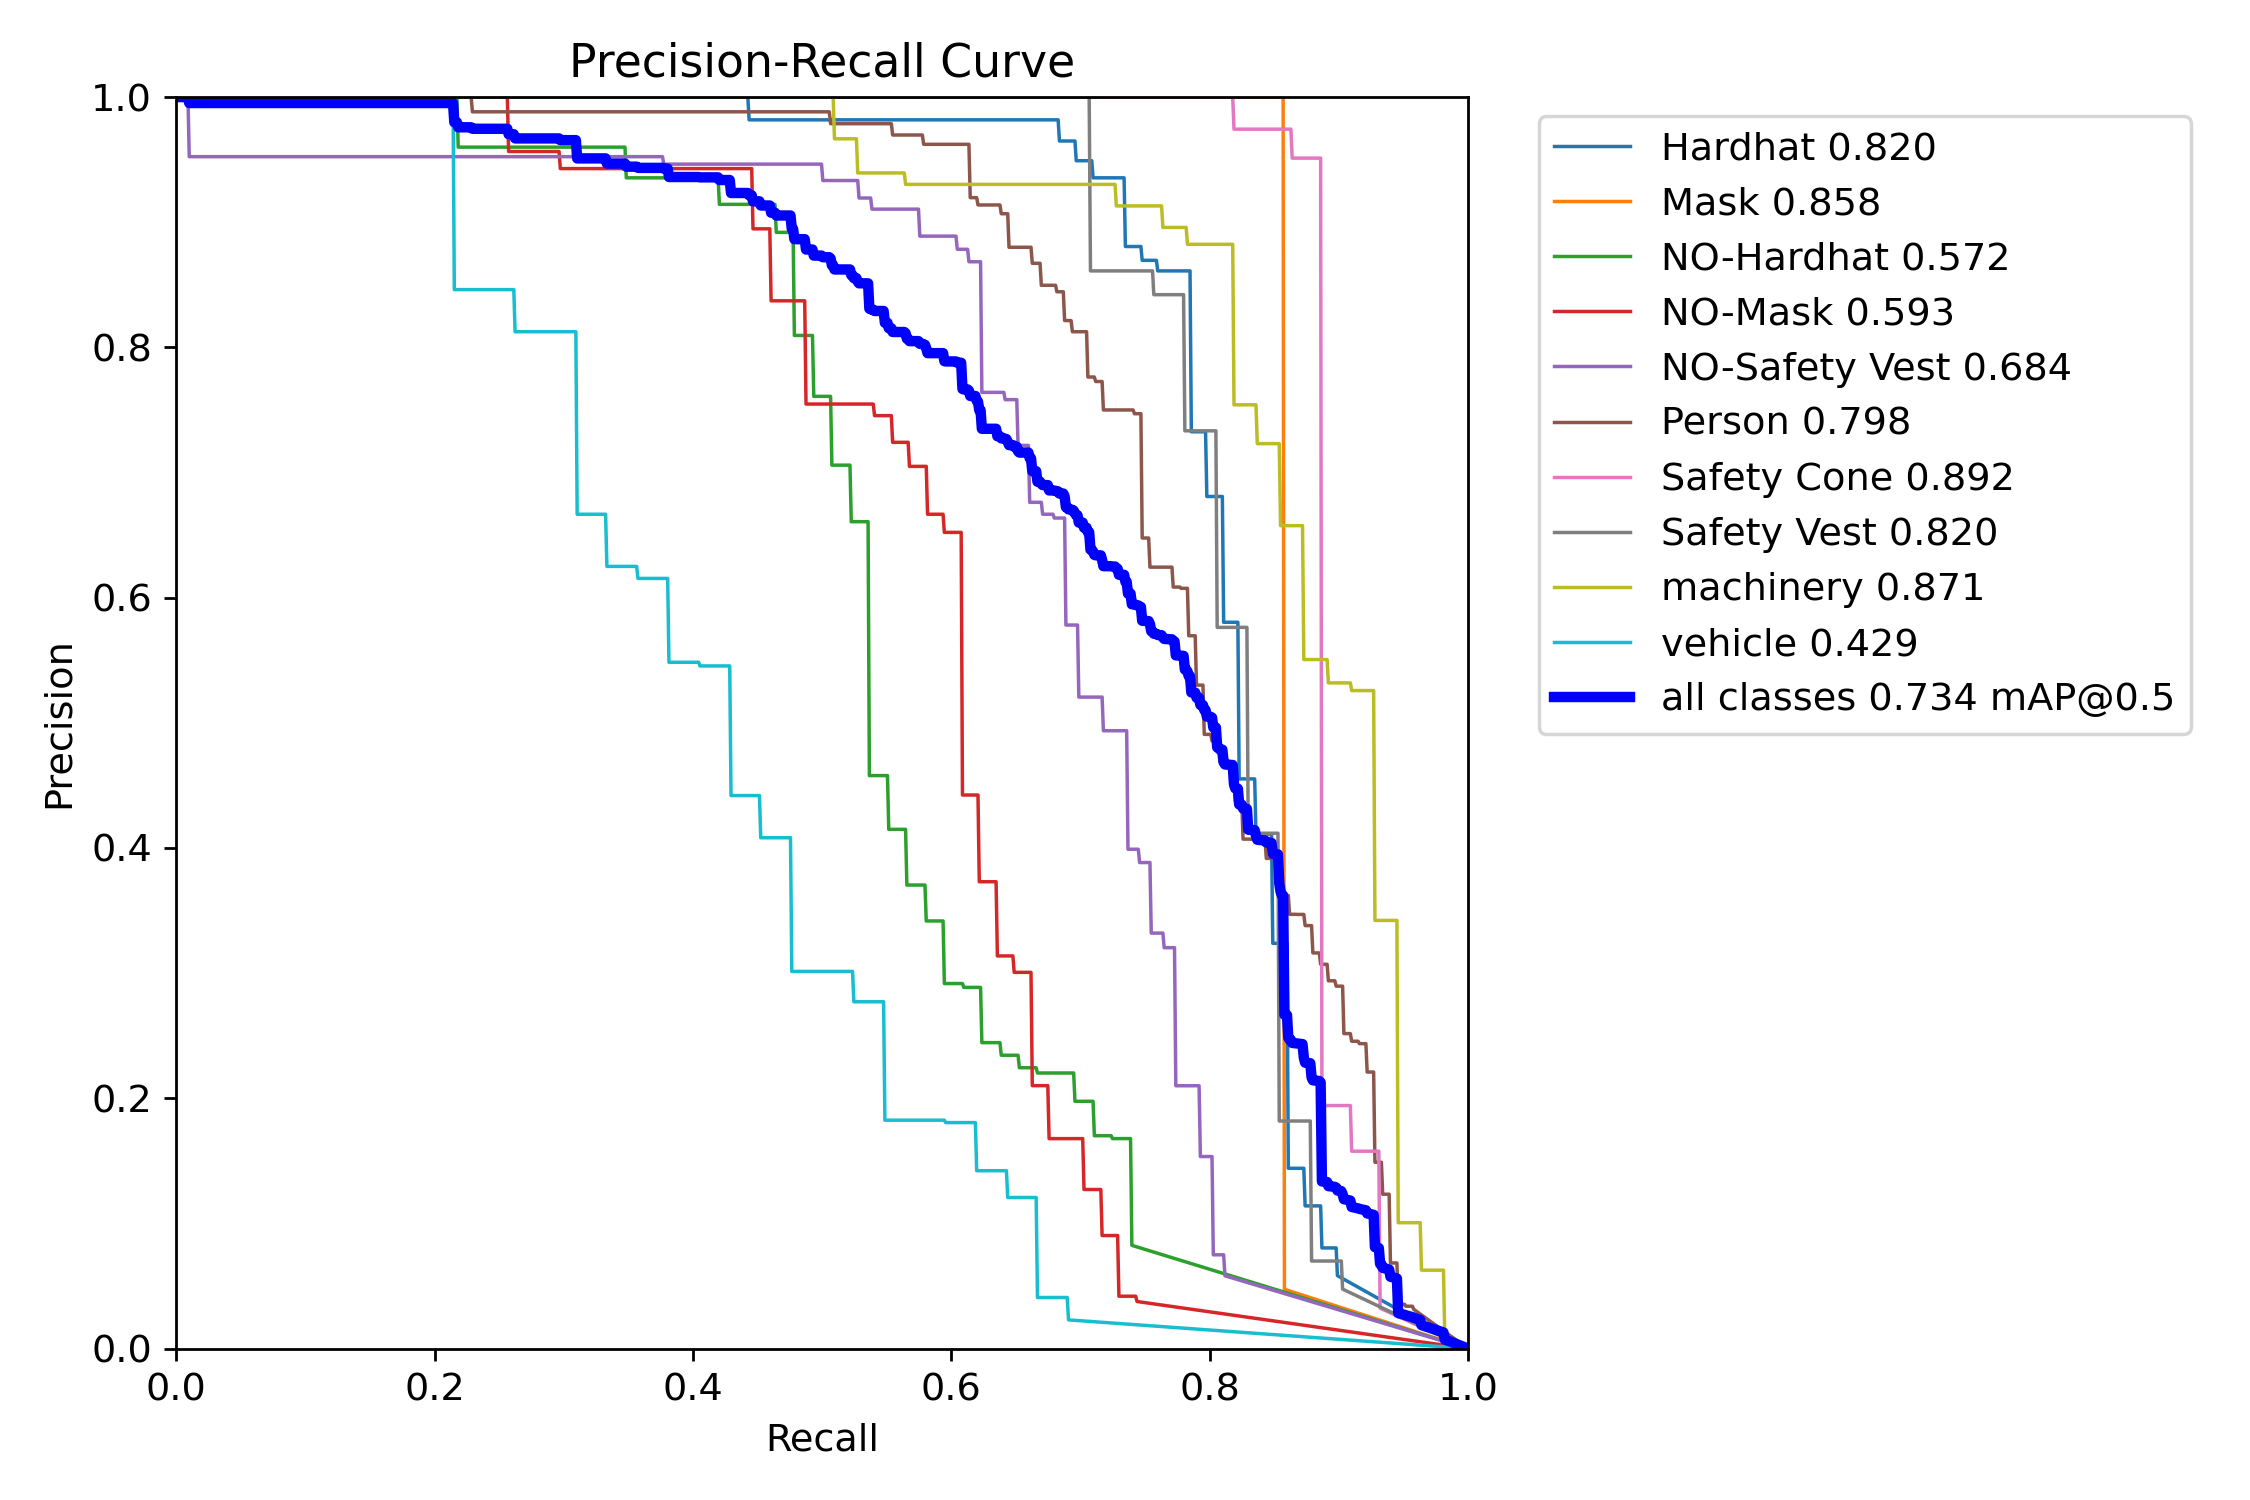 Precision-Recall Curve
1.0
0.8
0.6
0.4
0.2
0.0
Precision
0.0 0.2 0.4 0.6 0.8 1.0
Recall
Hardhat 0.820
Mask 0.858
NO-Hardhat 0.572
NO-Mask 0.593
NO-Safety Vest 0.684
Person 0.798
Safety Cone 0.892
Safety Vest 0.820
machinery 0.871
vehicle 0.429
all classes 0.734 mAP@0.5